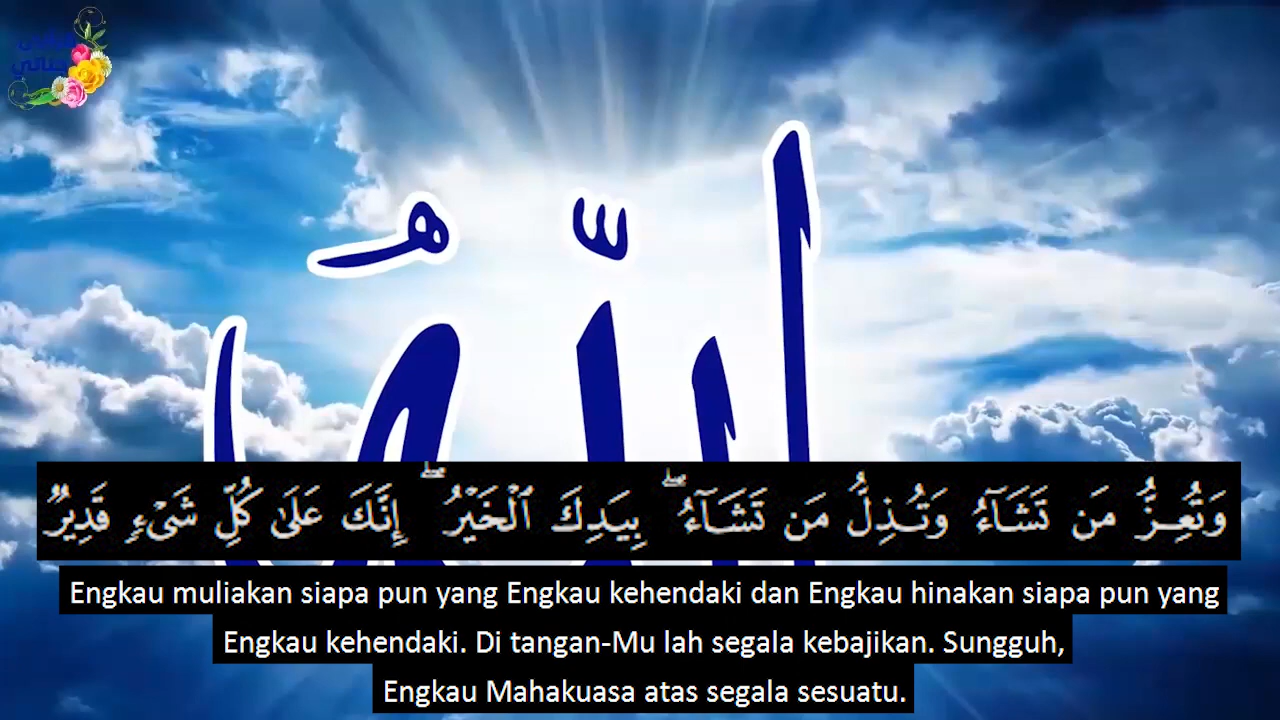 الله
وَتُعِزُّ مَن تَشَآءُ وَتُذِلُّ مَن تَشَآءُ ۖ بِيَدِكَ ٱلْخَيْرُ ۖ إِنَّكَ عَلَىٰ كُلِّ شَىْءٍ قَدِيرٌ
Engkau muliakan siapa pun yang Engkau kehendaki dan Engkau hinakan siapa pun yang
Engkau kehendaki. Di tangan-Mu lah segala kebajikan. Sungguh,
Engkau Mahakuasa atas segala sesuatu.